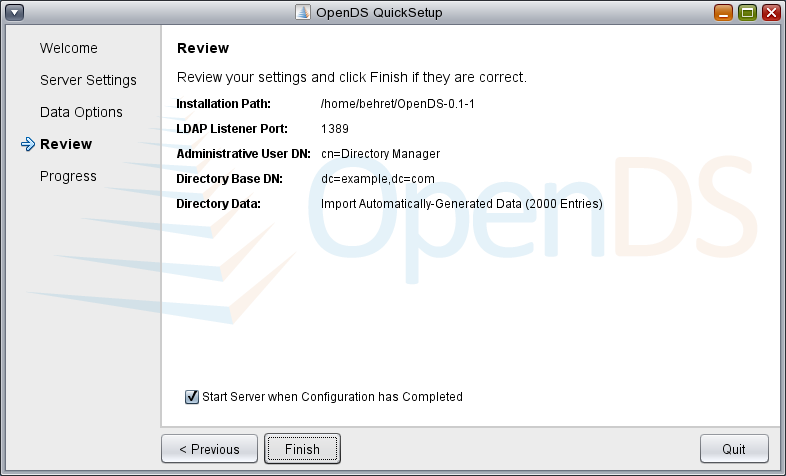 OpenDS QuickSetup
Welcome
Server Settings
Data Options
Review
Progress
Review
Review your settings and click Finish if they are correct.
Installation Path: /home/behret/OpenDS-0.1-1
LDAP Listener Port: 1389
Administrative User DN: cn=Directory Manager
Directory Base DN: dc=example,dc=com
Directory Data: Import Automatically-Generated Data (2000 Entries)
OpenDS
Start Server when Configuration has Completed
< Previous
Finish
Quit